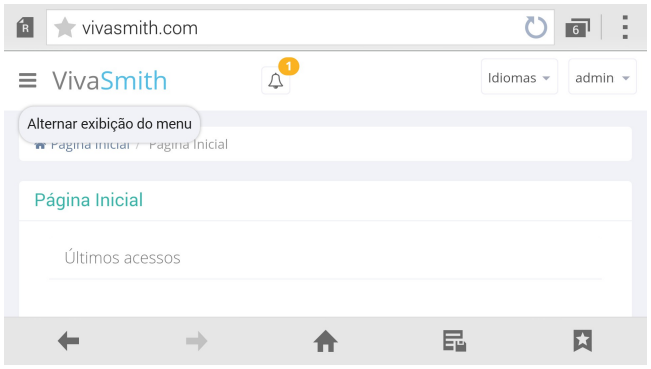 R vivasmith.com 6
VivaSmith 1 Idiomas admin
Alternar exibição do menu
Página Inicial / Página Inicial
Página Inicial
Últimos acessos